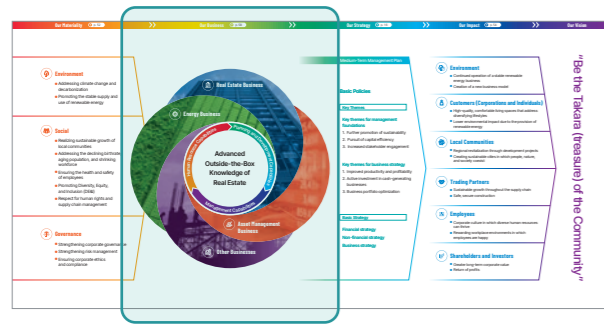 Our Materiality
Our Business
Our Strategy
Our Impact
Our Vision
Environment
Addressing climate change and
decarbonization
Promoting the stable supply and
use of renewable energy
Social
Realizing sustainable growth of
local communities
Addressing the declining birthrate,
aging population, and shrinking
workforce
Ensuring the health and safety
of employees
Promoting Diversity, Equity,
and Inclusion (DE&I)
Respect for human rights and
supply chain management
Governance
Strengthening corporate governance
Strengthening risk management
Ensuring corporate ethics
and compliance
Real Estate Business
Energy Business
Advanced
Outside-the-Box
Knowledge of
Real Estate
Management Capabilities
Asset Management
Business
Other Businesses
Medium-Term Management Plan
Basic Policies
Key Themes
Key themes for management
foundations
1. Further promotion of sustainability
2. Pursuit of capital efficiency
3. Increased stakeholder engagement
Key themes for business strategy
1. Improved productivity and profitability
2. Active investment in cash-generating
businesses
3. Business portfolio optimization
Basic Strategy
Financial strategy
Non-financial strategy
Business strategy
Environment
Continued operation of suitable renewable
energy business
Creation of a new business model
Customers (Corporations and Individuals)
High quality, comfortable living spaces that address
diversifying lifestyles
Lower environmental impact due to the provision of
renewable energy
Local Communities
Regional revitalization through development projects
Creating sustainable cities in which people, nature,
and society coexist
Trading Partners
Sustainable growth throughout the supply chain
Safe, secure construction
Employees
Corporate culture in which diverse human resources
can thrive
Rewarding workplace environments in which
employees are happy
Shareholders and Investors
Greater long-term corporate value
Return of profits
"Be the Takara (treasure) of the Community"